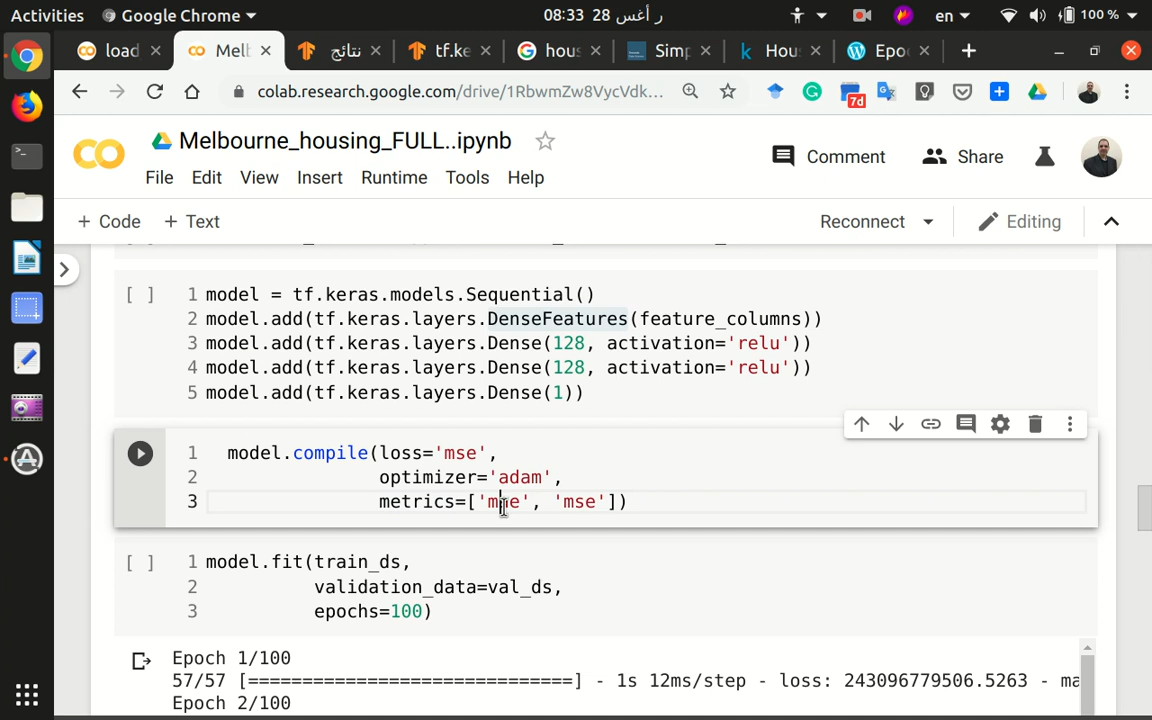 Activities Google Chrome 08:33 28 ر أغس en 100 %
load Melb نتائج tf.ke hous Simp Hou Epo
colab.research.google.com/drive/1RbwmZw8VycVdk... 7d
Melbourne_housing_FULL..ipynb Comment Share
File Edit View Insert Runtime Tools Help
+ Code + Text Reconnect Editing
[ ] 1 model = tf.keras.models.Sequential()
2 model.add(tf.keras.layers.DenseFeatures(feature_columns))
3 model.add(tf.keras.layers.Dense(128, activation='relu'))
4 model.add(tf.keras.layers.Dense(128, activation='relu'))
5 model.add(tf.keras.layers.Dense(1))
1 model.compile(loss='mse',
2 optimizer='adam',
3 metrics=['mae', 'mse'])
[ ] 1 model.fit(train_ds,
2 validation_data=val_ds,
3 epochs=100)
Epoch 1/100
57/57 [==============================] - 1s 12ms/step - loss: 243096779506.5263 - ma
Epoch 2/100